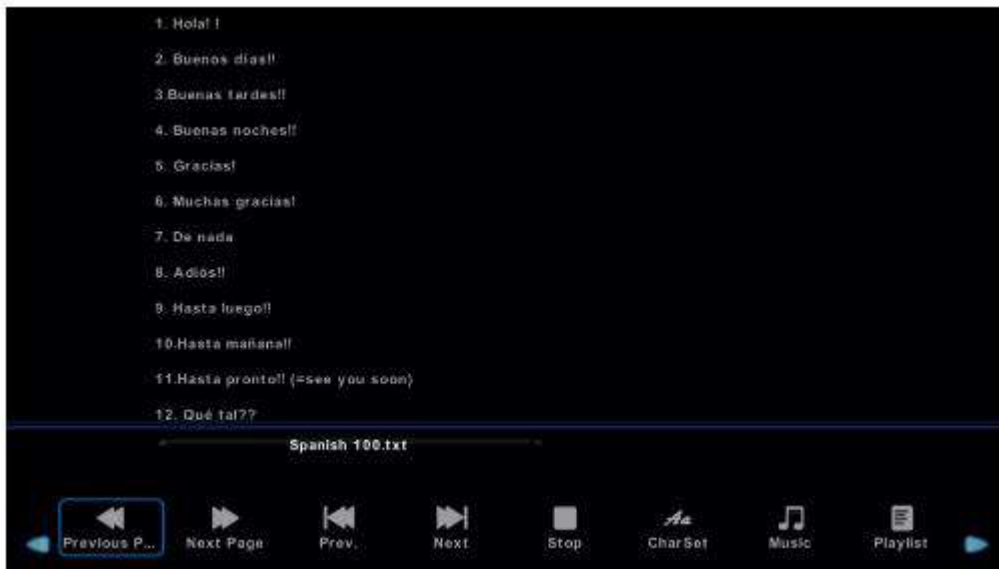 1. Hola! !
2. Buenos días!!
3.Buenas tardes!!
4. Buenas noches!!
5. Gracias!
6. Muchas gracias!
7. De nada
8. Adios!!
9. Hasta luego!!
10.Hasta mañana!!
11.Hasta pronto!! (=see you soon)
12. Qué tal??
Spanish 100.txt
Previous P... Next Page Prev. Next Stop CharSet Music Playlist